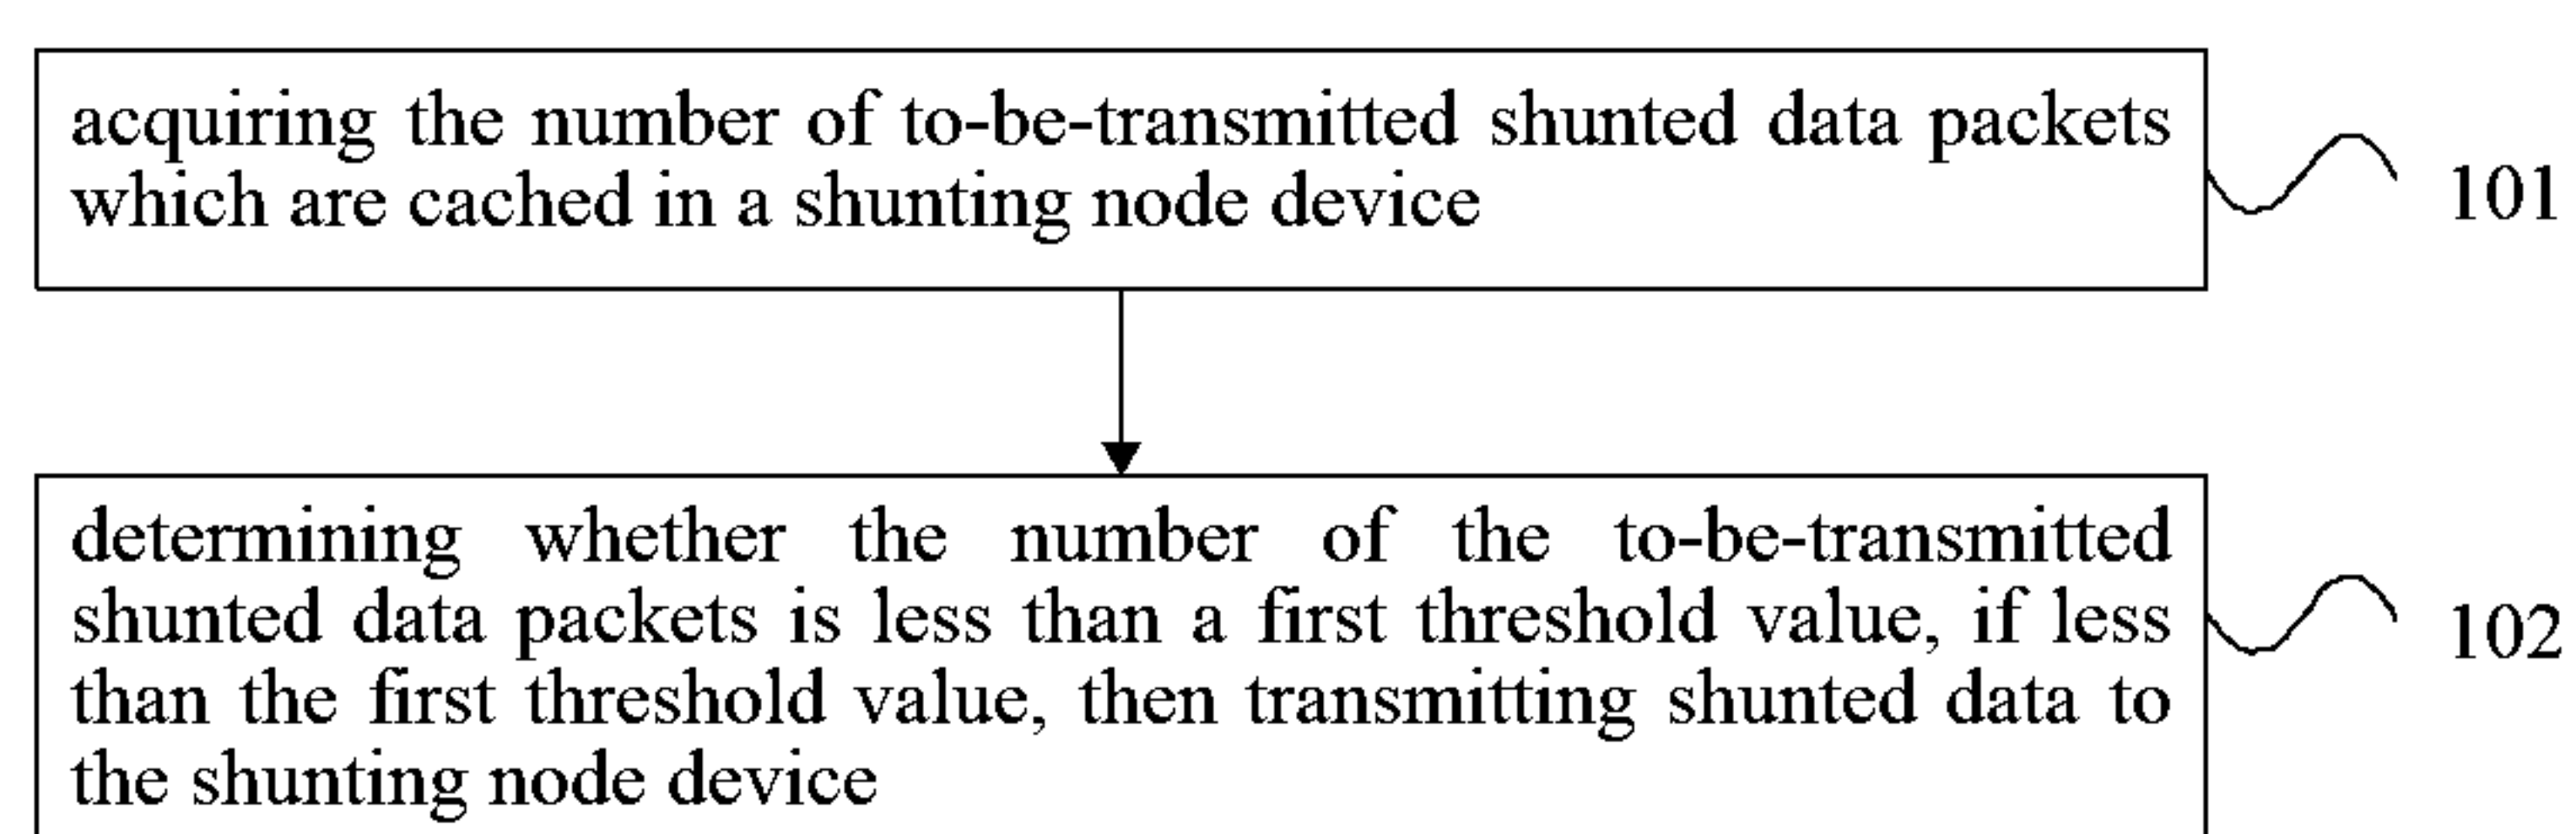 acquiring the number of to-be-transmitted shunted data packets
which are cached in a shunting node device
101
determining whether the number of the to-be-transmitted
shunted data packets is less than a first threshold value, if less
than the first threshold value, then transmitting shunted data to
the shunting node device
102